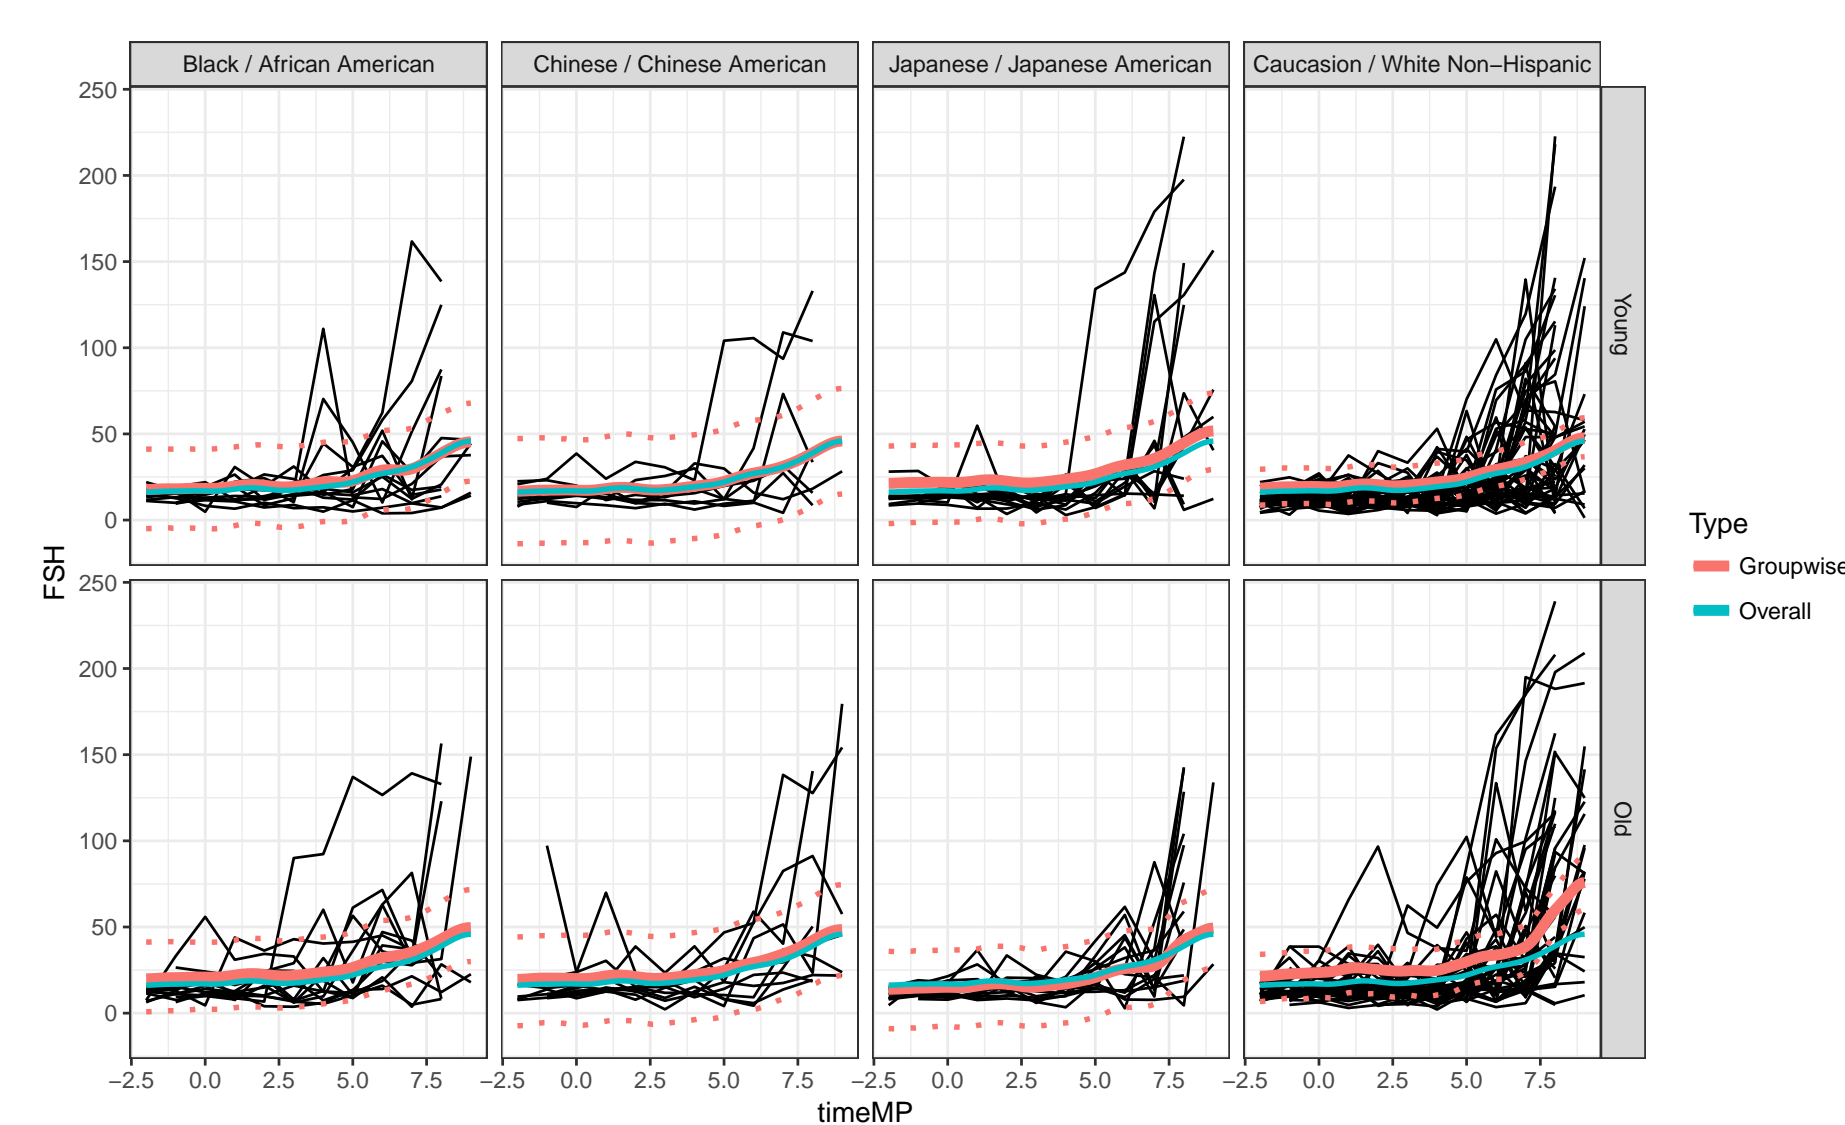 Black / African American
Chinese / Chinese American
Japanese / Japanese American
Caucasion / White Non−Hispanic
250
200
150
100
50
0
Young
FSH
250
200
150
100
50
0
Old
−2.5 0.0 2.5 5.0 7.5
−2.5 0.0 2.5 5.0 7.5
−2.5 0.0 2.5 5.0 7.5
−2.5 0.0 2.5 5.0 7.5
timeMP
Type
Groupwise
Overall